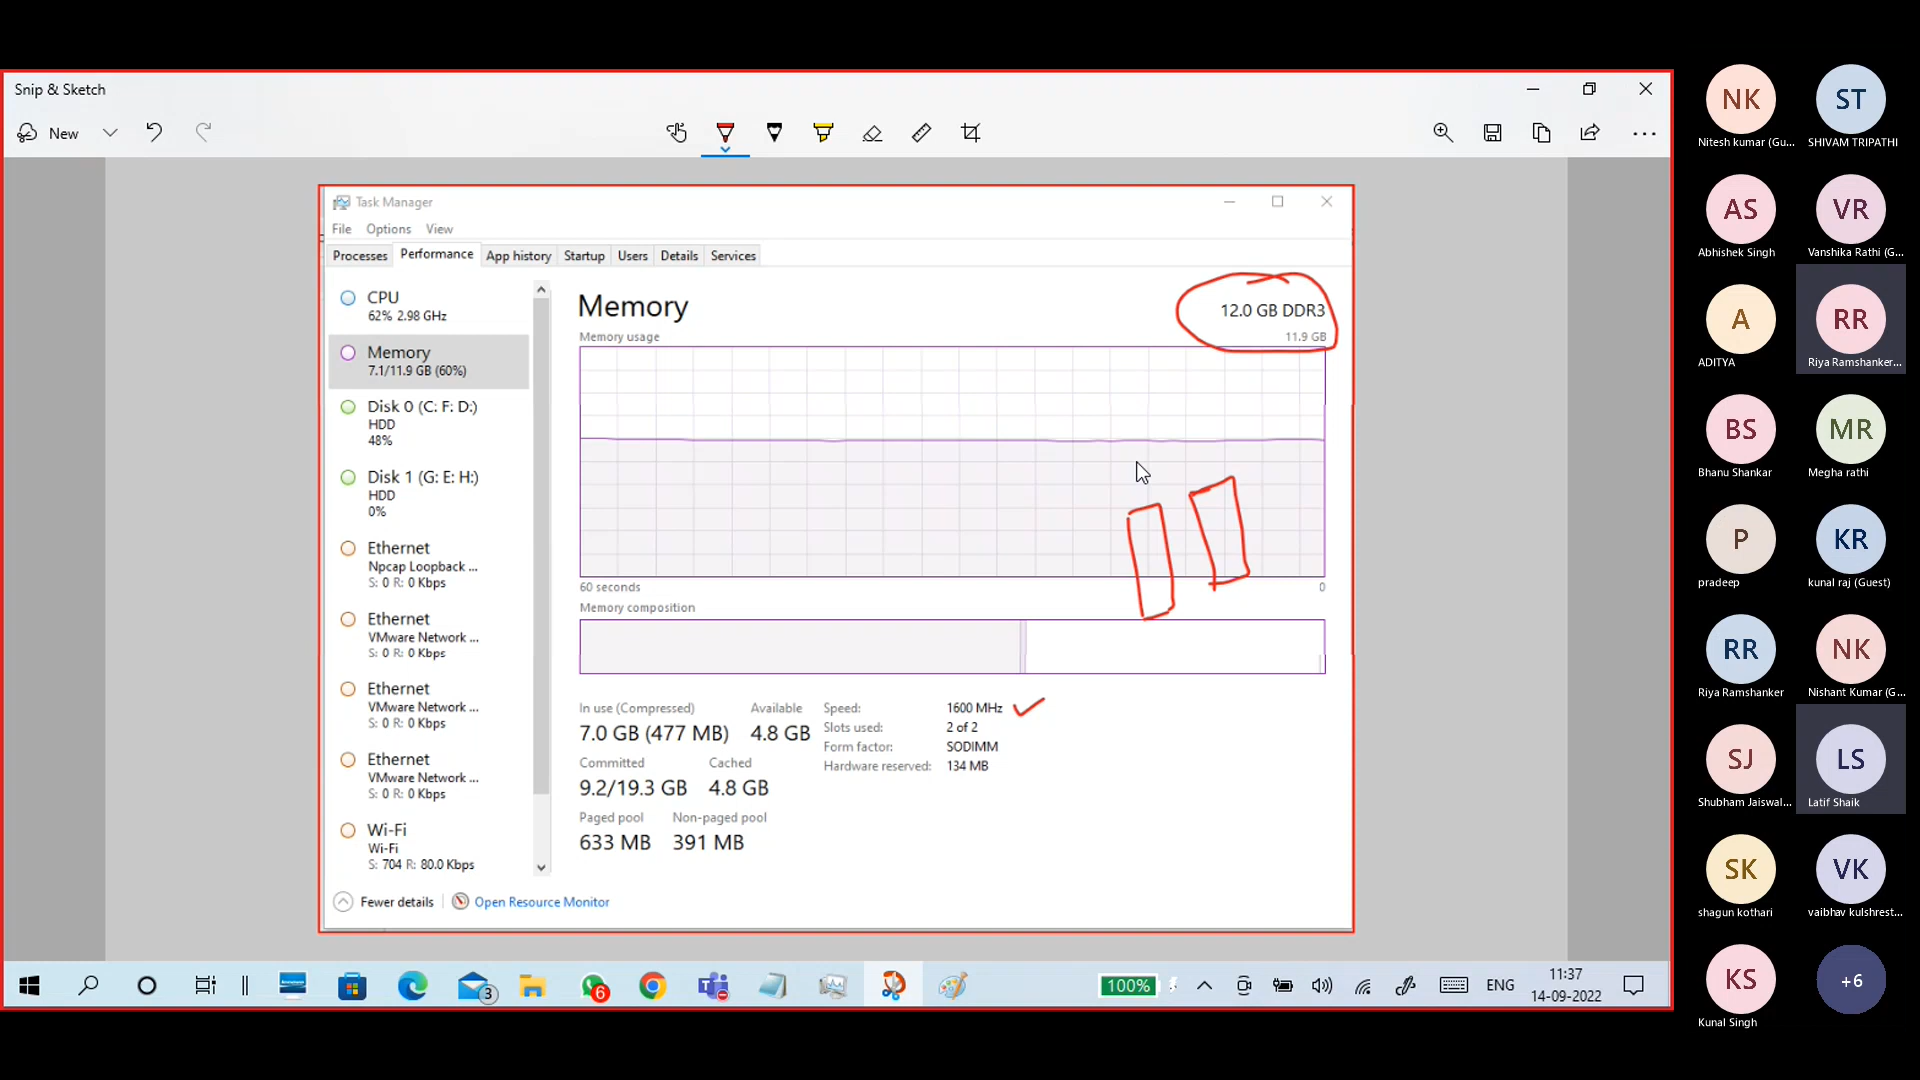 Snip & Sketch
New
Task Manager
File Options View
Processes Performance App history Startup Users Details Services
CPU
62% 2.98 GHz
Memory
7.1/11.9 GB (60%)
Disk 0 (C: F: D:)
HDD
48%
Disk 1 (G: E: H:)
HDD
0%
Ethernet
Npcap Loopback ...
S: 0 R: 0 Kbps
Ethernet
VMware Network ...
S: 0 R: 0 Kbps
Ethernet
VMware Network ...
S: 0 R: 0 Kbps
Ethernet
VMware Network ...
S: 0 R: 0 Kbps
Wi-Fi
Wi-Fi
S: 704 R: 80.0 Kbps
Memory 12.0 GB DDR3
Memory usage 11.9 GB
60 seconds 0
Memory composition
In use (Compressed) Available
7.0 GB (477 MB) 4.8 GB
Committed Cached
9.2/19.3 GB 4.8 GB
Paged pool Non-paged pool
633 MB 391 MB
Speed: 1600 MHz
Slots used: 2 of 2
Form factor: SODIMM
Hardware reserved: 134 MB
Fewer details Open Resource Monitor
3
6
100%
ENG
11:37
14-09-2022
NK ST
Nitesh kumar (Gu... SHIVAM TRIPATHI
AS VR
Abhishek Singh Vanshika Rathi (G...
A RR
ADITYA Riya Ramshanker...
BS MR
Bhanu Shankar Megha rathi
P KR
pradeep kunal raj (Guest)
RR NK
Riya Ramshanker Nishant Kumar (G...
SJ LS
Shubham Jaiswal... Latif Shaik
SK VK
shagun kothari vaibhav kulshrest...
KS +6
Kunal Singh